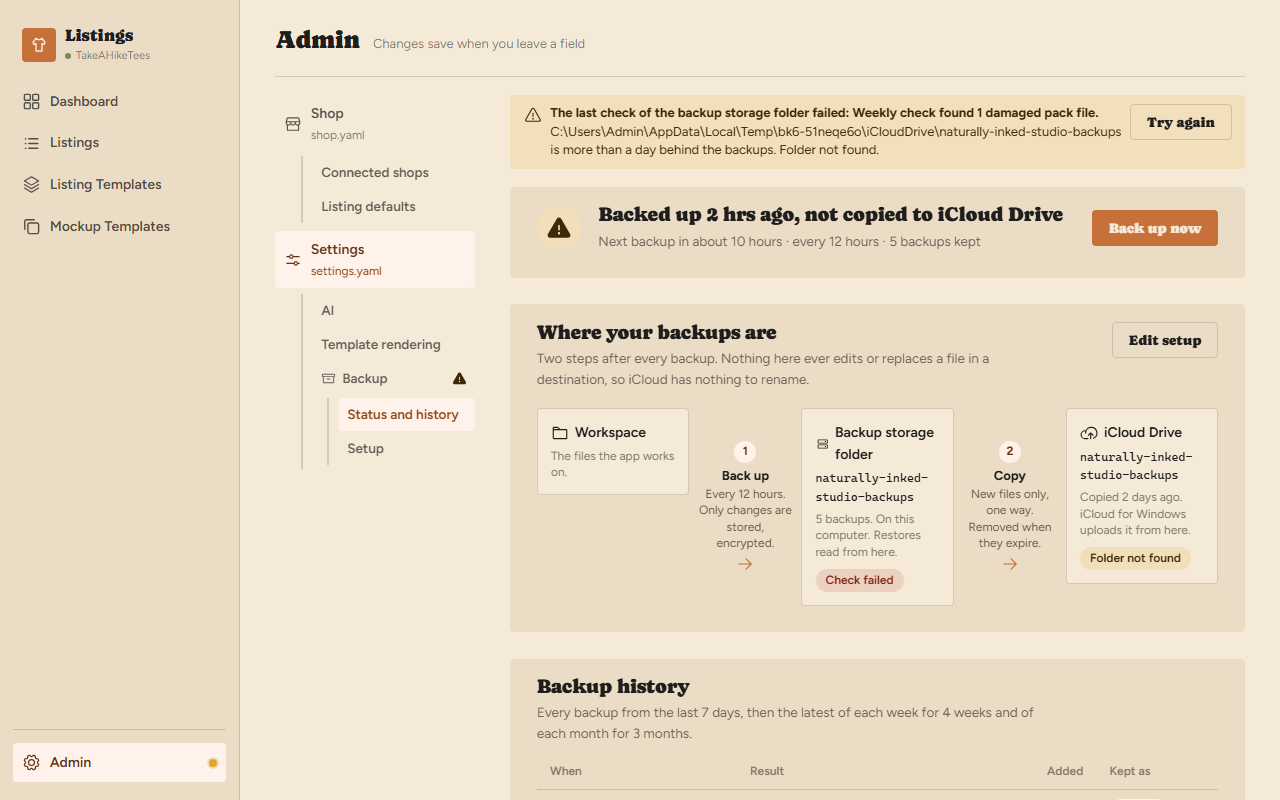 Listings
TakeAHikeTees
Dashboard
Listings
Listing Templates
Mockup Templates
Admin
Admin
Changes save when you leave a field
Shop
shop.yaml
Connected shops
Listing defaults
Settings
settings.yaml
AI
Template rendering
Backup
Status and history
Setup
The last check of the backup storage folder failed: Weekly check found 1 damaged pack file.
C:\Users\Admin\AppData\Local\Temp\bk6-51neqe6o\iCloudDrive\naturally-inked-studio-backups
is more than a day behind the backups. Folder not found.
Try again
Backed up 2 hrs ago, not copied to iCloud Drive
Next backup in about 10 hours · every 12 hours · 5 backups kept
Back up now
Where your backups are
Two steps after every backup. Nothing here ever edits or replaces a file in a
destination, so iCloud has nothing to rename.
Edit setup
Workspace
The files the app works
on.
1
Back up
Every 12 hours.
Only changes are
stored,
encrypted.
Backup storage
folder
naturally-inked-
studio-backups
5 backups. On this
computer. Restores
read from here.
Check failed
2
Copy
New files only,
one way.
Removed when
they expire.
iCloud Drive
naturally-inked-
studio-backups
Copied 2 days ago.
iCloud for Windows
uploads it from here.
Folder not found
Backup history
Every backup from the last 7 days, then the latest of each week for 4 weeks and of
each month for 3 months.
When
Result
Added
Kept as